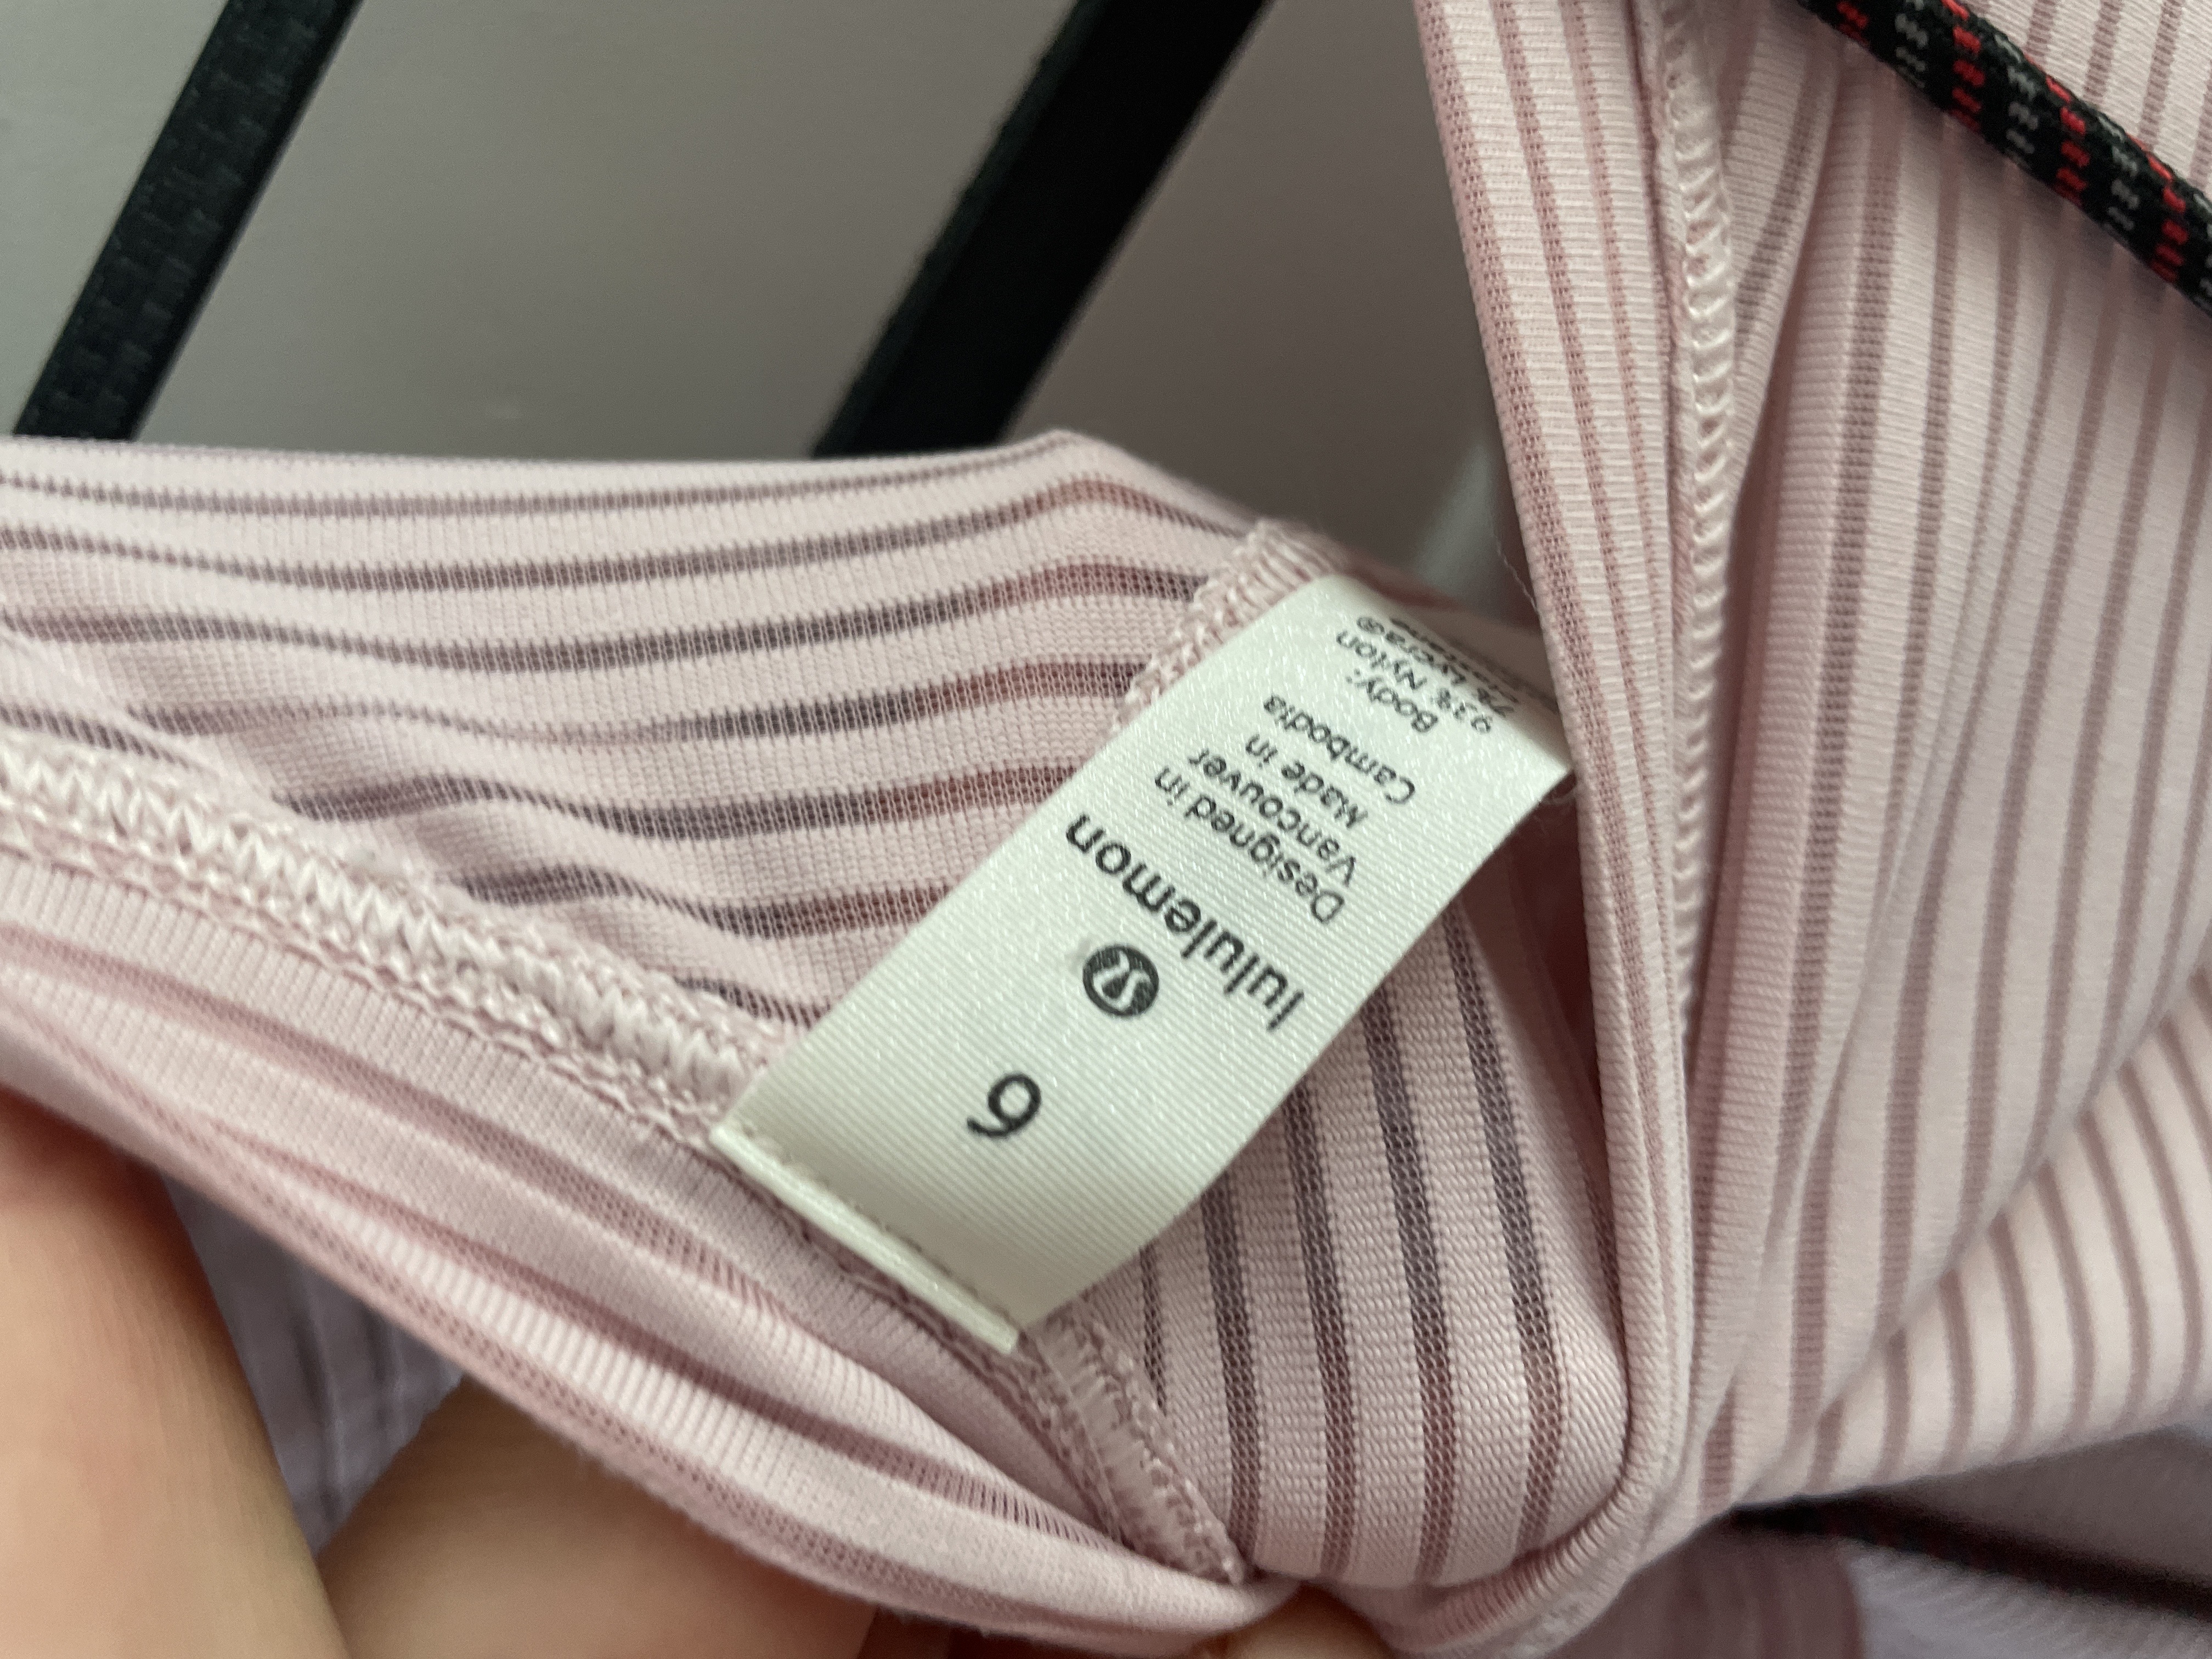 6
lululemon
Designed in
Vancouver
Made in
Cambodia
Body:
93% Nylon
7% Lycra®